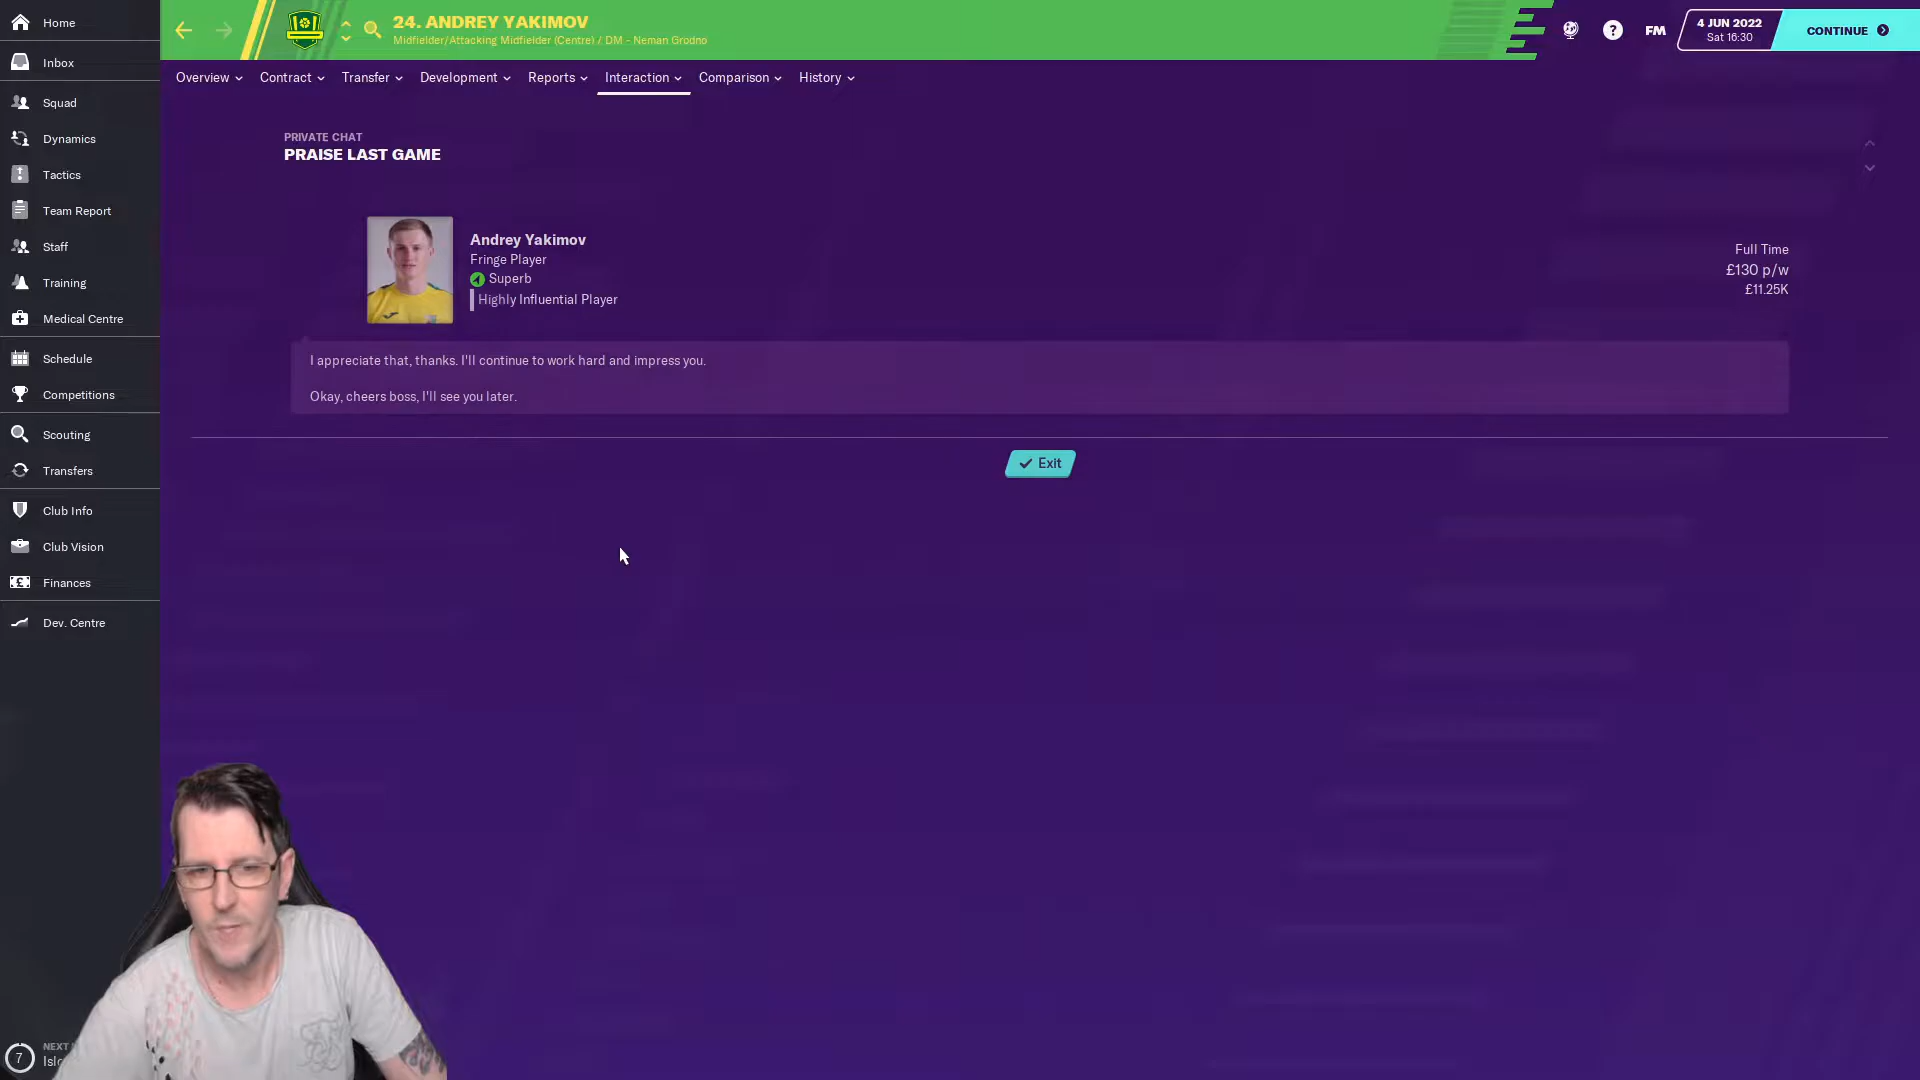 Home
Inbox
Squad
Dynamics
Tactics
Team Report
Staff
Training
Medical Centre
Schedule
Competitions
Scouting
Transfers
Club Info
Club Vision
Finances
Dev. Centre
7
NEXT
24. ANDREY YAKIMOV
Midfielder/Attacking Midfielder (Centre) / DM - Neman Grodno
FM
4 JUN 2022
Sat 16:30
CONTINUE
Overview
Contract
Transfer
Development
Reports
Interaction
Comparison
History
PRIVATE CHAT
PRAISE LAST GAME
Andrey Yakimov
Fringe Player
Superb
Highly Influential Player
Full Time
£130 p/w
£11.25K
I appreciate that, thanks. I'll continue to work hard and impress you.
Okay, cheers boss, I'll see you later.
Exit